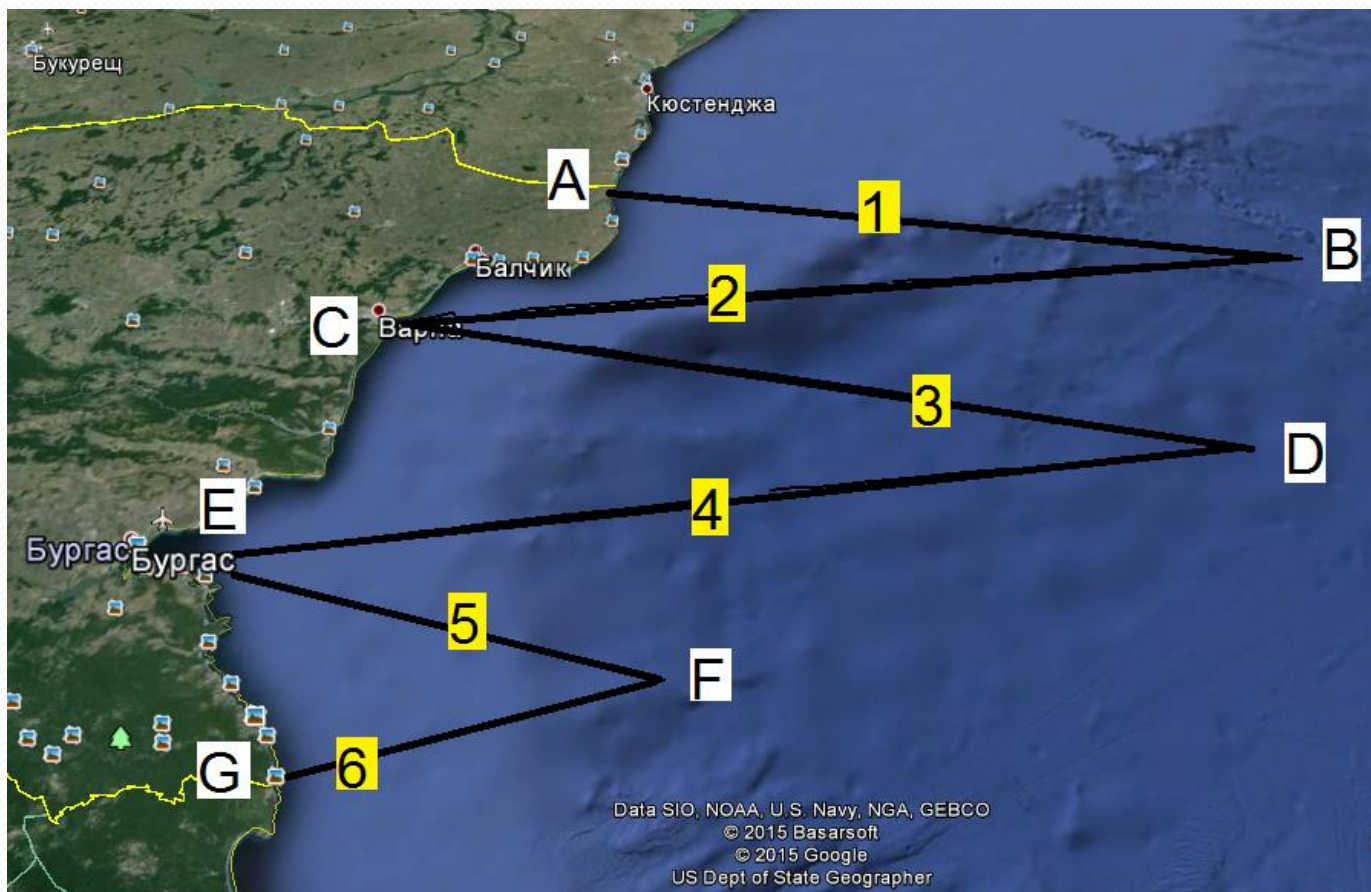 Букурещ
Кюстенджа
A
1
B
Балчик
2
C
Варна
3
D
E
4
Бургас
Бургас
5
F
G
6
Data SIO, NOAA, U.S. Navy, NGA, GEBCO
© 2015 Basarsoft
© 2015 Google
US Dept of State Geographer